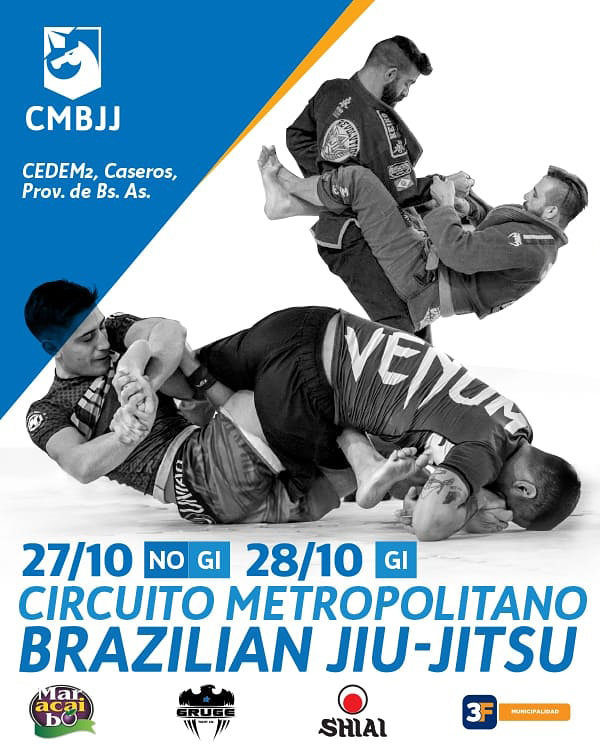 CMBJJ
CEDEM2, Caseros,
Prov. de Bs. As.
VENUM
27/10 NO GI 28/10 GI
CIRCUITO METROPOLITANO
BRAZILIAN JIU-JITSU
Maracaibo
GRUGE
SHIAI
3F MUNICIPALIDAD